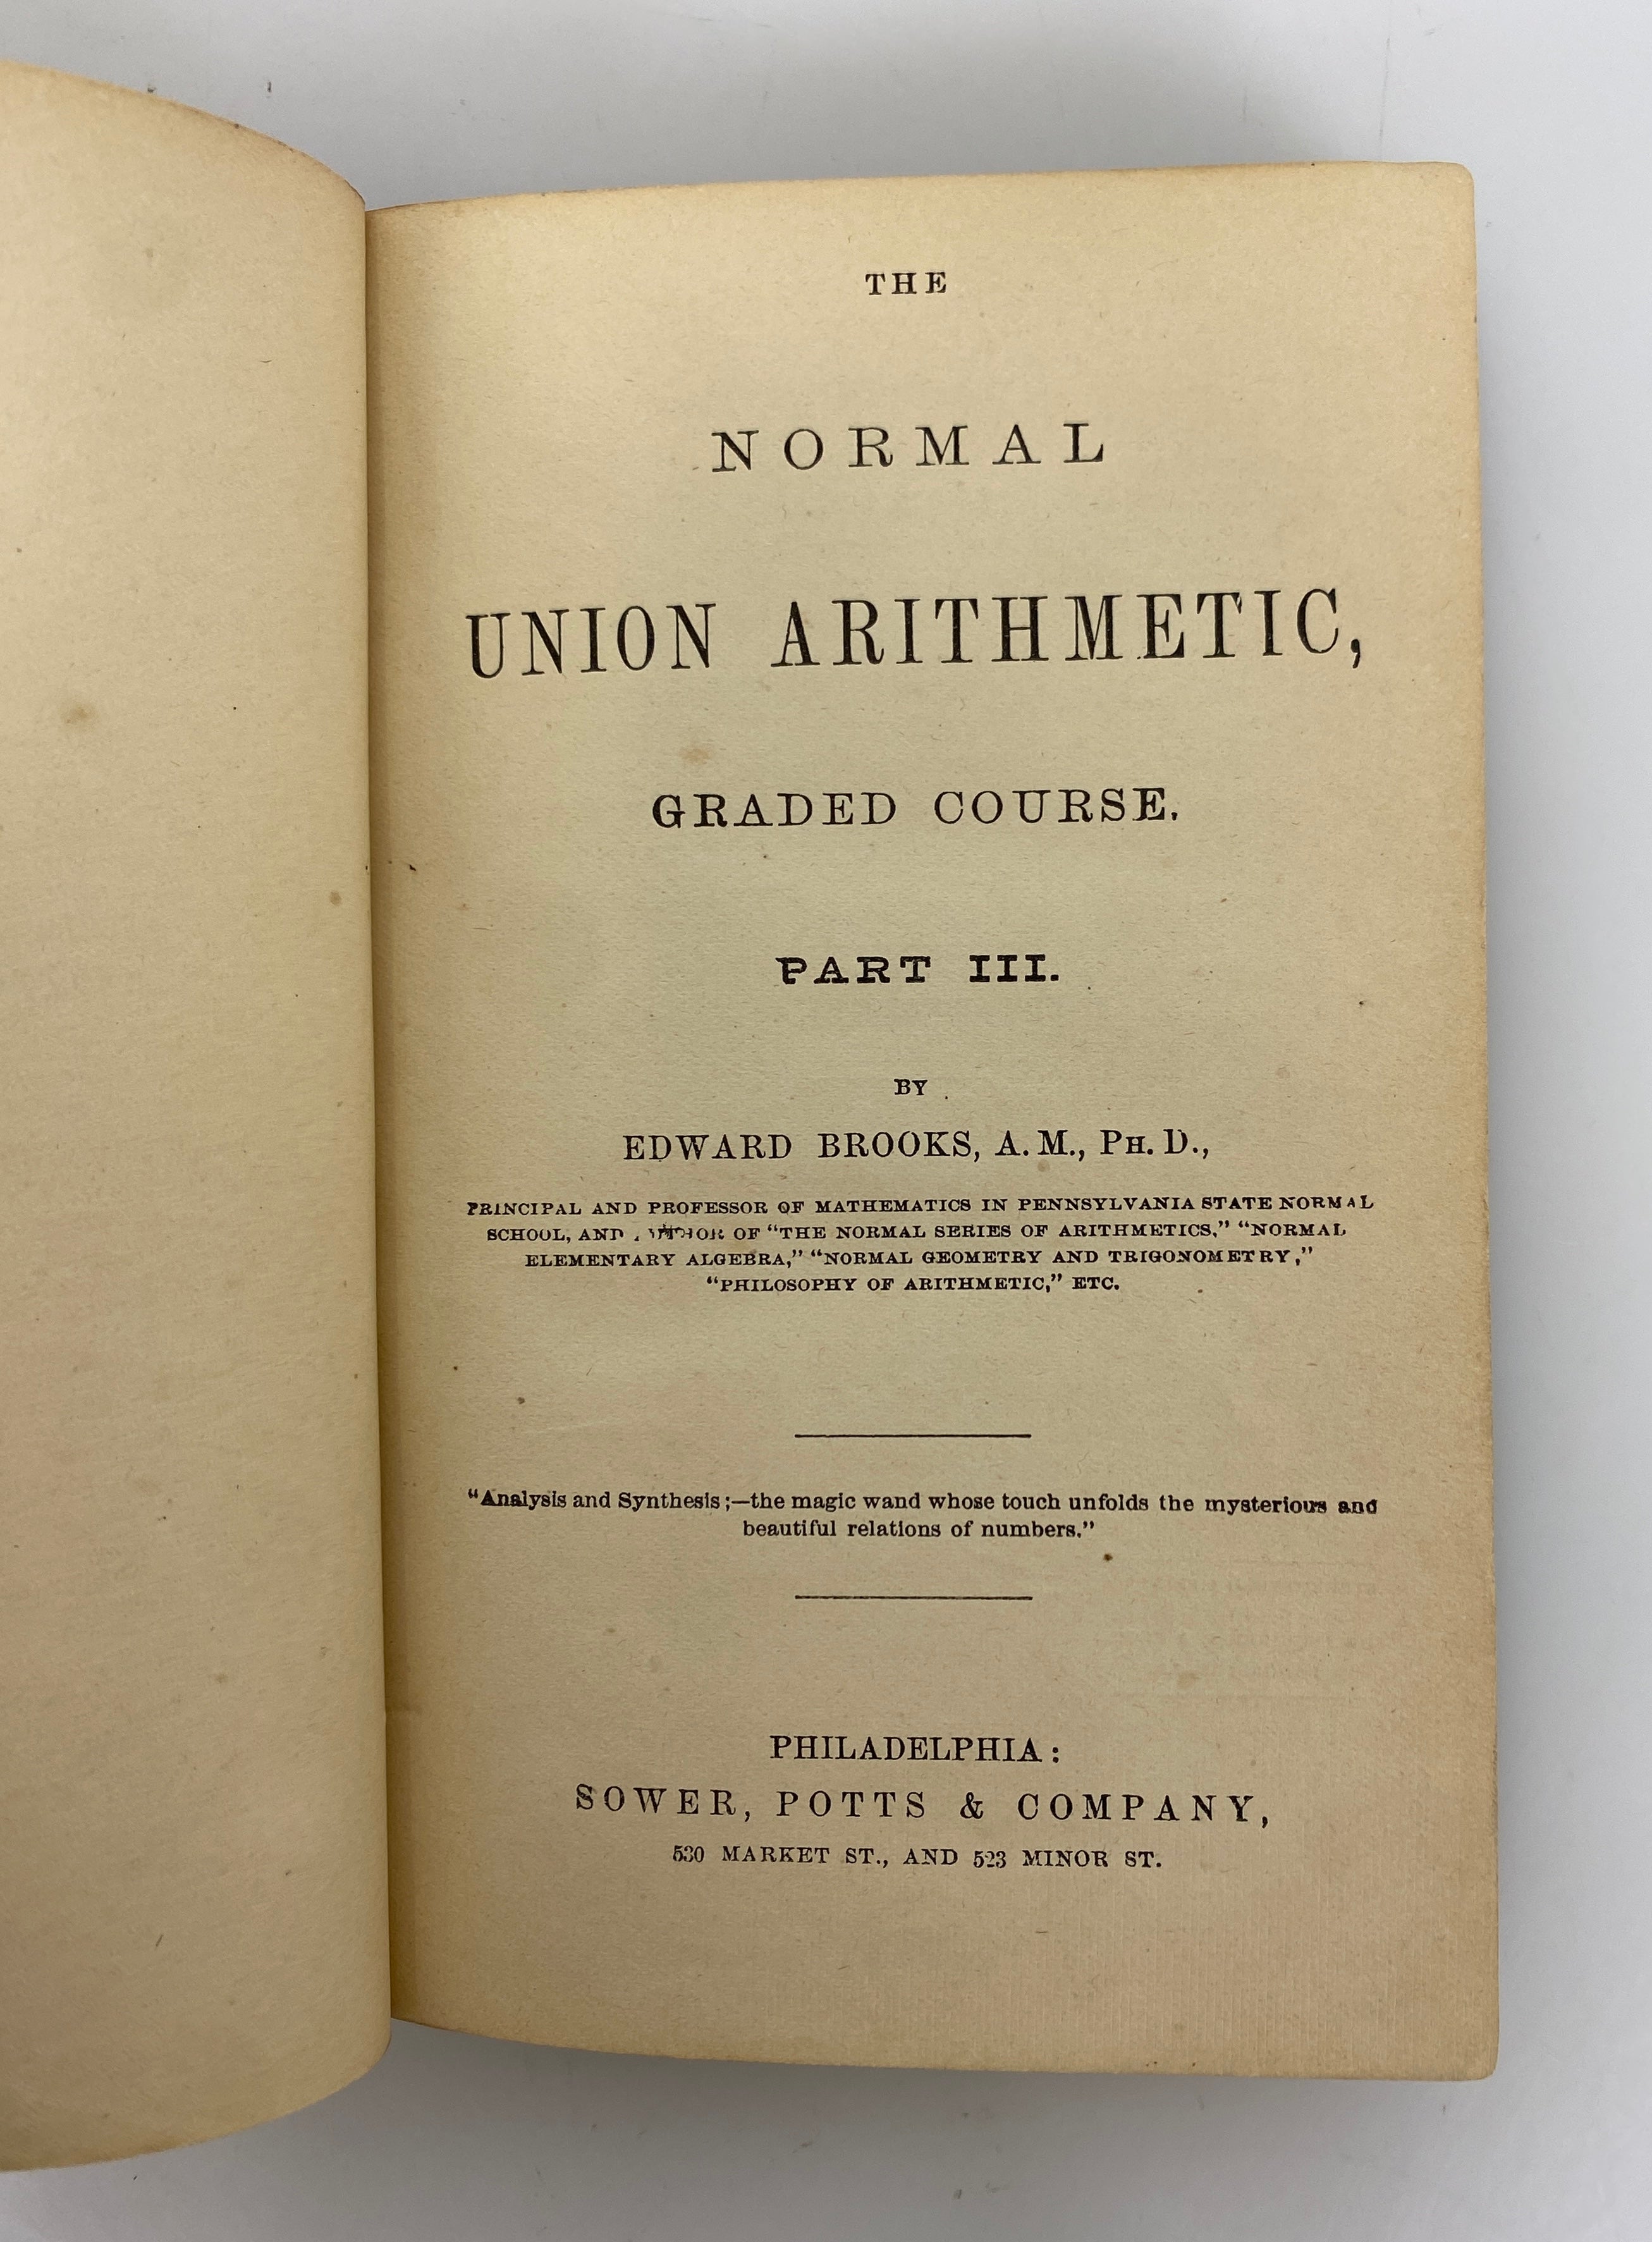 THE
NORMAL
UNION ARITHMETIC,
GRADED COURSE.
PART III.
BY
EDWARD BROOKS, A. M., PH. D.,
PRINCIPAL AND PROFESSOR OF MATHEMATICS IN PENNSYLVANIA STATE NORMAL
SCHOOL, AND AUTHOR OF “THE NORMAL SERIES OF ARITHMETICS,” “NORMAL
ELEMENTARY ALGEBRA,” “NORMAL GEOMETRY AND TRIGONOMETRY,”
“PHILOSOPHY OF ARITHMETIC,” ETC.
“Analysis and Synthesis;—the magic wand whose touch unfolds the mysterious and
beautiful relations of numbers.”
PHILADELPHIA:
SOWER, POTTS & COMPANY,
530 MARKET ST., AND 523 MINOR ST.